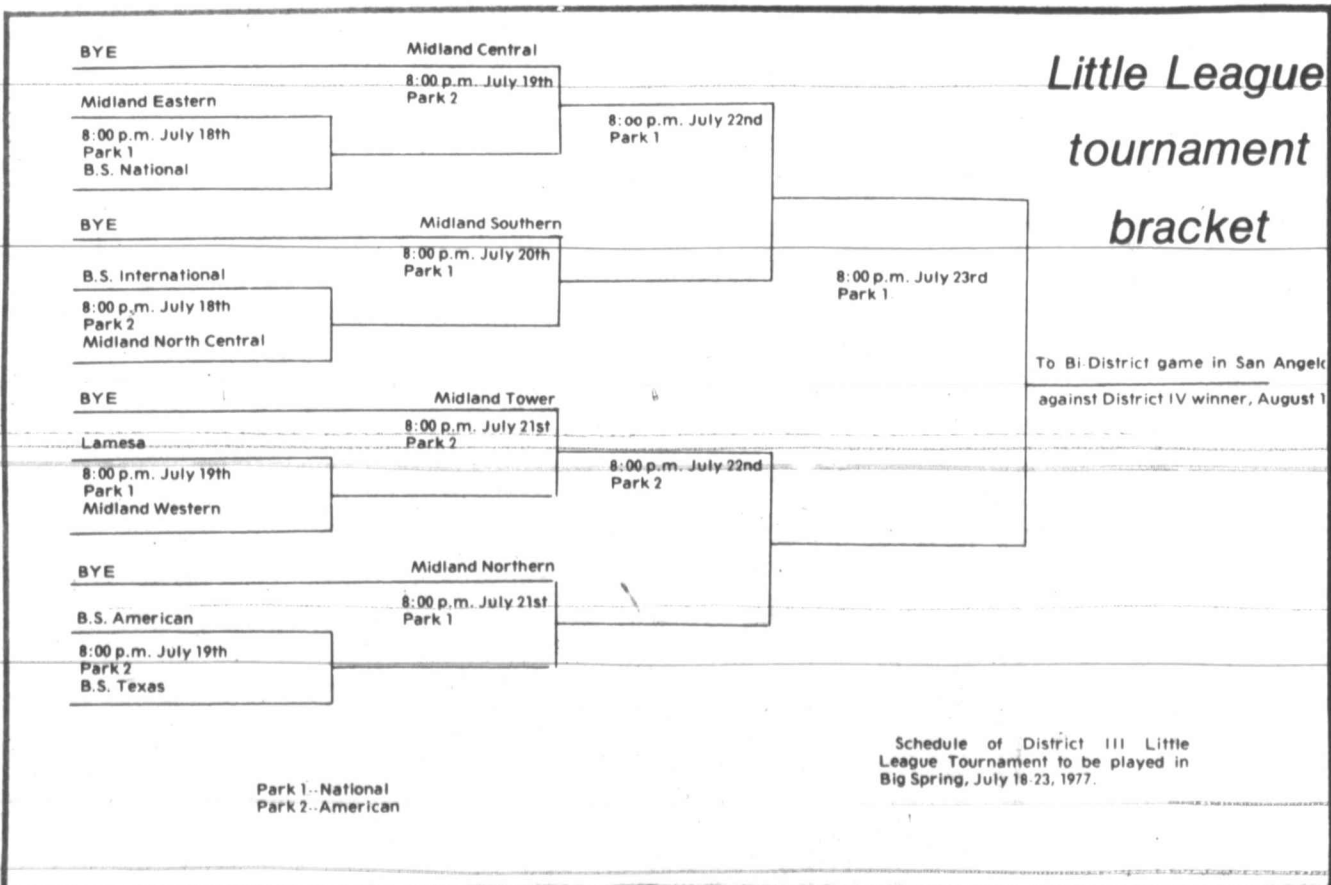 Little League
tournament
bracket
BYE
Midland Central
8:00 p.m. July 19th
Park 2
Midland Eastern
8:00 p.m. July 18th
Park 1
B.S. National
8:oo p.m. July 22nd
Park 1
BYE
Midland Southern
8:00 p.m. July 20th
Park 1
B.S. International
8:00 p.m. July 18th
Park 2
Midland North Central
8:00 p.m. July 23rd
Park 1
To Bi-District game in San Angelo
against District IV winner, August 1
BYE
Midland Tower
8:00 p.m. July 21st
Park 2
Lamesa
8:00 p.m. July 19th
Park 1
Midland Western
8:00 p.m. July 22nd
Park 2
BYE
Midland Northern
8:00 p.m. July 21st
Park 1
B.S. American
8:00 p.m. July 19th
Park 2
B.S. Texas
Park 1--National
Park 2--American
Schedule of District III Little
League Tournament to be played in
Big Spring, July 18-23, 1977.